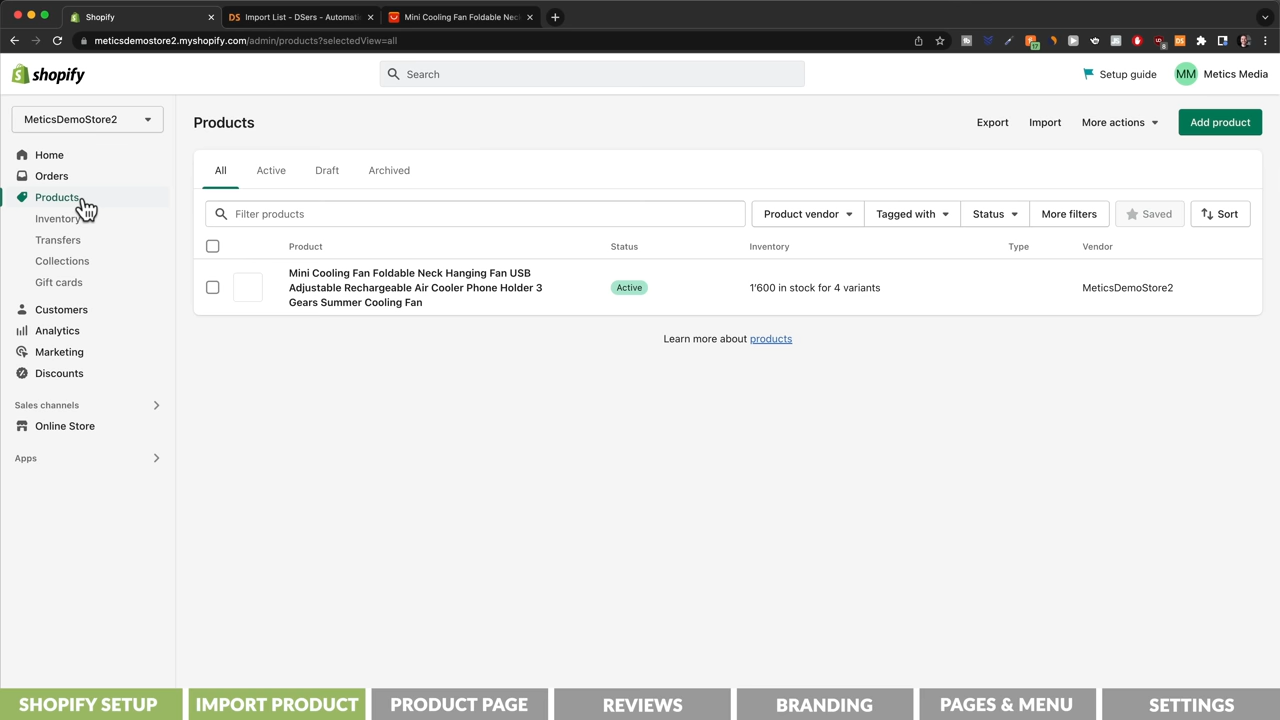 Shopify
Import List - DSers - Automati
Mini Cooling Fan Foldable Nec
meticsdemostore2.myshopify.com/admin/products?selectedView=all
shopify
Search
Setup guide
MM
Metics Media
MeticsDemoStore2
Home
Orders
Products
Inventory
Transfers
Collections
Gift cards
Customers
Analytics
Marketing
Discounts
Sales channels
Online Store
Apps
Products
Export
Import
More actions
Add product
All
Active
Draft
Archived
Filter products
Product vendor
Tagged with
Status
More filters
Saved
Sort
Product
Status
Inventory
Type
Vendor
Mini Cooling Fan Foldable Neck Hanging Fan USB
Adjustable Rechargeable Air Cooler Phone Holder 3
Gears Summer Cooling Fan
Active
1'600 in stock for 4 variants
MeticsDemoStore2
Learn more about products
SHOPIFY SETUP
IMPORT PRODUCT
PRODUCT PAGE
REVIEWS
BRANDING
PAGES & MENU
SETTINGS